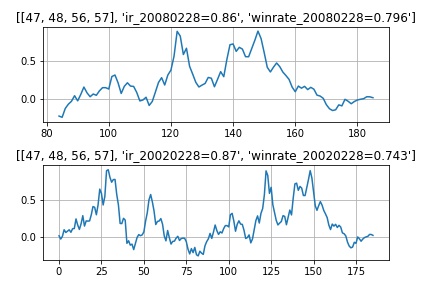 [[47, 48, 56, 57], 'ir_20080228=0.86', 'winrate_20080228=0.796']
0.5
0.0
80 100 120 140 160 180
[[47, 48, 56, 57], 'ir_20020228=0.87', 'winrate_20020228=0.743']
0.5
0.0
0 25 50 75 100 125 150 175